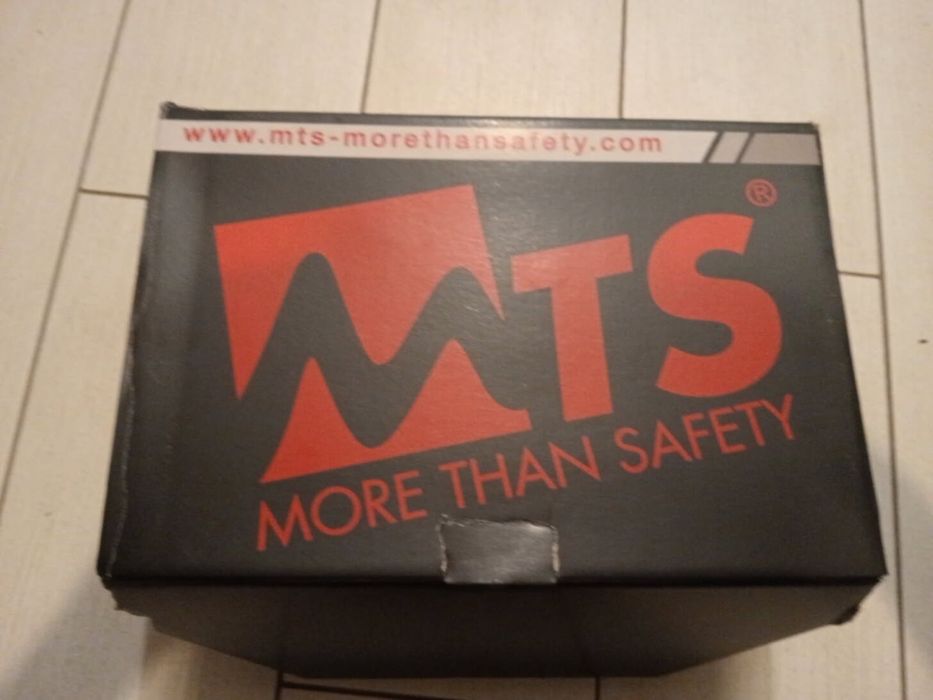 www.mts-morethansafety.com
MTS®
MORE THAN SAFETY